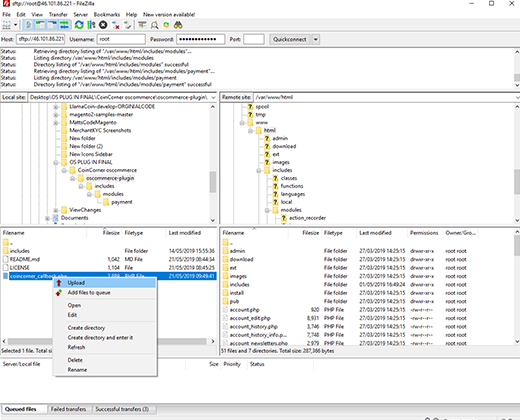 sftp://root@46.101.86.221 - FileZilla
File Edit View Transfer Server Bookmarks Help New version available!
Host: sftp://46.101.86.221 Username: root Password: •••••••••••••• Port: Quickconnect
Status: Retrieving directory listing of "/var/www/html/includes/modules"...
Status: Listing directory /var/www/html/includes/modules
Status: Directory listing of "/var/www/html/includes/modules" successful
Status: Retrieving directory listing of "/var/www/html/includes/modules/payment"...
Status: Listing directory /var/www/html/includes/modules/payment
Status: Directory listing of "/var/www/html/includes/modules/payment" successful
Local site: Desktop\OS PLUG IN FINAL\CoinCorner oscommerce\oscommerce-plugin\
LlamaCoin-develop-ORGINALCODE
magento2-samples-master
MattsCodeMagento
MerchantKYC Screenshots
New folder
New folder (2)
New Icons Sidebar
OS PLUG IN FINAL
CoinCorner oscommerce
oscommerce-plugin
includes
modules
payment
ViewChanges
Documents
Remote site: /var/www/html
spool
tmp
www
html
admin
download
ext
images
includes
classes
functions
languages
local
modules
action_recorder
Filename Filesize Filetype Last modified
..
includes File folder 14/05/2019 15:55:36
README.md 1,042 MD File 21/05/2019 08:44:34
LICENSE 1,104 File 21/05/2019 08:45:25
coincorner_callback.php PHP File 21/05/2019 09:49:41
Upload
Add files to queue
Open
Edit
Create directory
Create directory and enter it
Refresh
Delete
Rename
Selected 1 file. Total size
Filename Filesize Filetype Last modified Permissions Owner/Gro...
..
admin File folder 27/03/2019 14:25:15 drwxr-xr-x root root
download File folder 27/03/2019 14:25:15 drwxr-xr-x root root
ext File folder 27/03/2019 14:25:15 drwxr-xr-x root root
images File folder 27/03/2019 14:25:15 drwxr-xr-x root root
includes File folder 01/05/2019 16:49:24 drwxr-xr-x root root
install File folder 27/03/2019 14:25:15 drwxr-xr-x root root
pub File folder 27/03/2019 14:25:15 drwxr-xr-x root root
account.php 920 PHP File 27/03/2019 14:25:15 -rw-r--r-- root root
account_edit.php 8,931 PHP File 27/03/2019 14:25:15 -rw-r--r-- root root
account_history.php 3,746 PHP File 27/03/2019 14:25:15 -rw-r--r-- root root
account_history_info.p... 7,748 PHP File 27/03/2019 14:25:15 -rw-r--r-- root root
account_newsletters.php PHP File 27/03/2019 14:25:15 -rw-r--r-- root root
51 files and 7 directories. Total size: 287,366 bytes
Server/Local file Size Priority Status
Queued files Failed transfers Successful transfers (3)